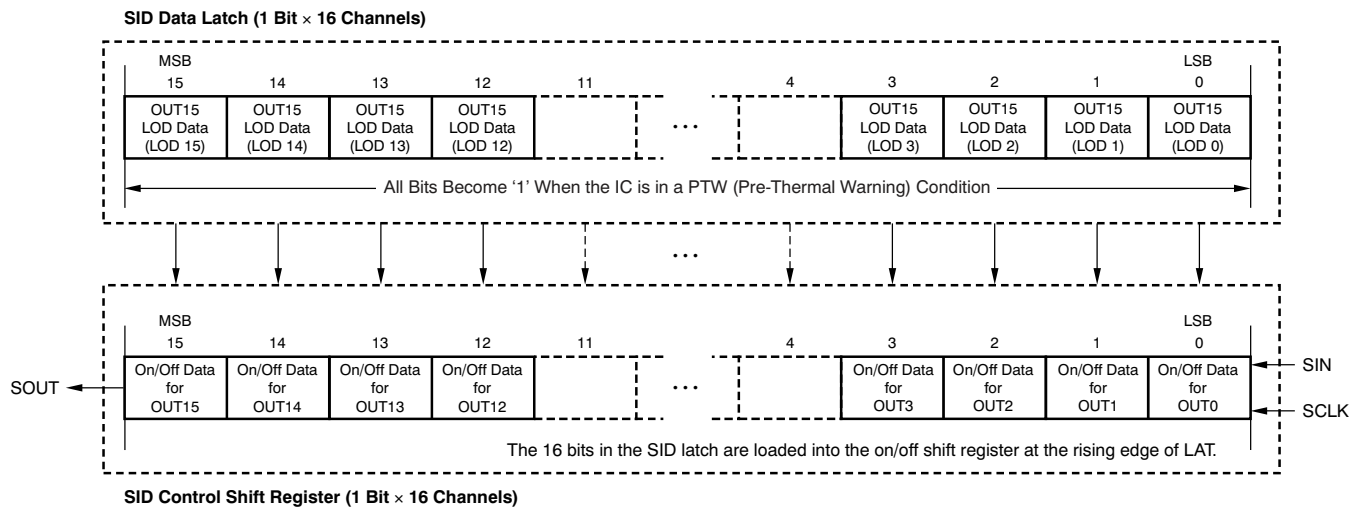 SID Data Latch (1 Bit × 16 Channels)
MSB LSB
15 14 13 12 11 4 3 2 1 0
OUT15 OUT15 OUT15 OUT15 OUT15 OUT15 OUT15 OUT15
LOD Data LOD Data LOD Data LOD Data ••• LOD Data LOD Data LOD Data LOD Data
(LOD 15) (LOD 14) (LOD 13) (LOD 12) (LOD 3) (LOD 2) (LOD 1) (LOD 0)
All Bits Become ‘1’ When the IC is in a PTW (Pre-Thermal Warning) Condition
•••
MSB LSB
15 14 13 12 11 4 3 2 1 0
On/Off Data On/Off Data On/Off Data On/Off Data On/Off Data On/Off Data On/Off Data On/Off Data SIN
SOUT for for for for ••• for for for for
OUT15 OUT14 OUT13 OUT12 OUT3 OUT2 OUT1 OUT0 SCLK
The 16 bits in the SID latch are loaded into the on/off shift register at the rising edge of LAT.
SID Control Shift Register (1 Bit × 16 Channels)